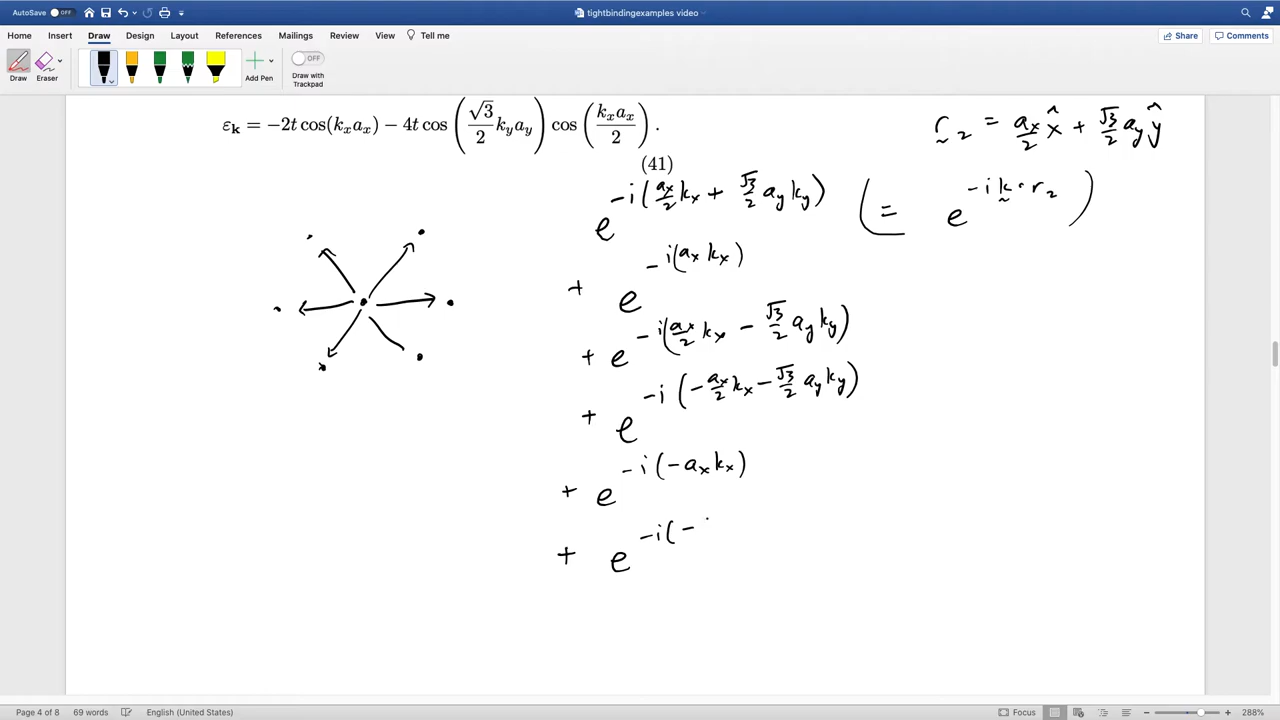 AutoSave OFF tightbindingexamples video
Home Insert Draw Design Layout References Mailings Review View Tell me Share Comments
Draw Eraser Add Pen OFF Draw with Trackpad
ε_k = −2t cos(k_x a_x) − 4t cos(√3/2 k_y a_y) cos(k_x a_x/2).
(41)
r_2 = a_x/2 x̂ + √3/2 a_y ŷ
e^{-i(a_x/2 k_x + √3/2 a_y k_y)} (= e^{-i k · r_2})
+ e^{-i(a_x k_x)}
+ e^{-i(a_x/2 k_x − √3/2 a_y k_y)}
+ e^{-i(−a_x/2 k_x − √3/2 a_y k_y)}
+ e^{-i(−a_x k_x)}
+ e^{-i(−
Page 4 of 8 69 words English (United States) Focus 288%